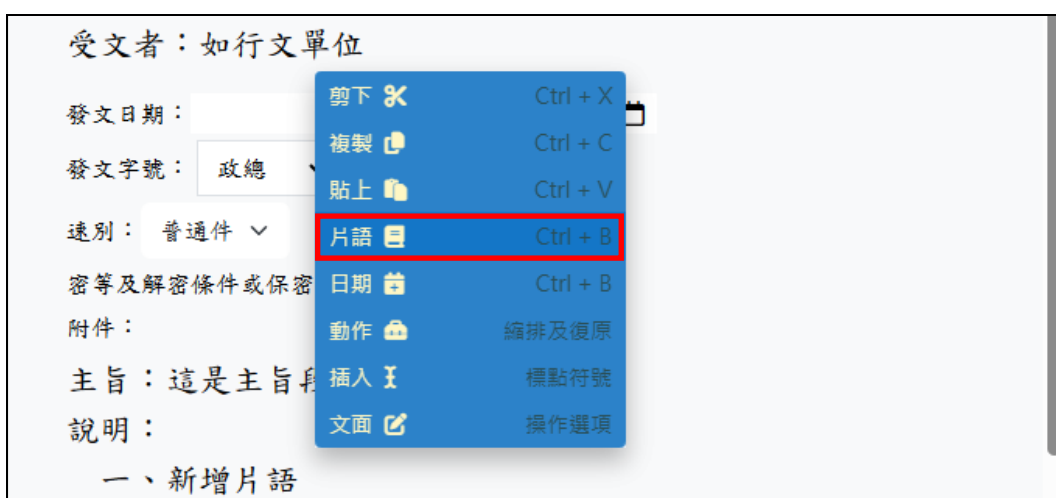 受文者：如行文單位
發文日期：
發文字號： 政總
速別： 普通件
密等及解密條件或保密
附件：
主旨：這是主旨段
說明：
一、新增片語
剪下 Ctrl + X
複製 Ctrl + C
貼上 Ctrl + V
片語 Ctrl + B
日期 Ctrl + B
動作 縮排及復原
插入 標點符號
文面 操作選項